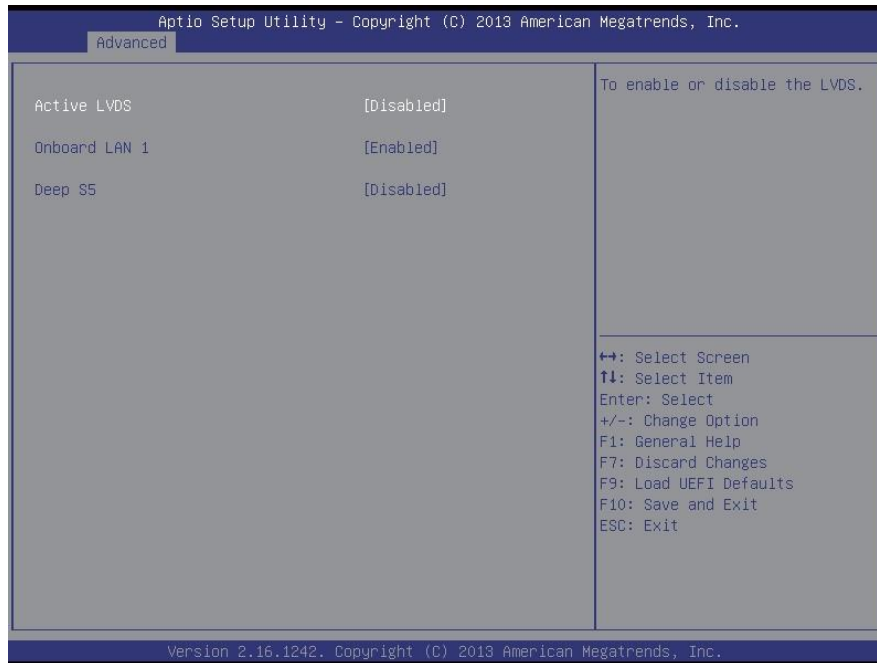 Aptio Setup Utility – Copyright (C) 2013 American Megatrends, Inc.
Advanced
Active LVDS [Disabled]
Onboard LAN 1 [Enabled]
Deep S5 [Disabled]
To enable or disable the LVDS.
↔: Select Screen
↑↓: Select Item
Enter: Select
+/-: Change Option
F1: General Help
F7: Discard Changes
F9: Load UEFI Defaults
F10: Save and Exit
ESC: Exit
Version 2.16.1242. Copyright (C) 2013 American Megatrends, Inc.